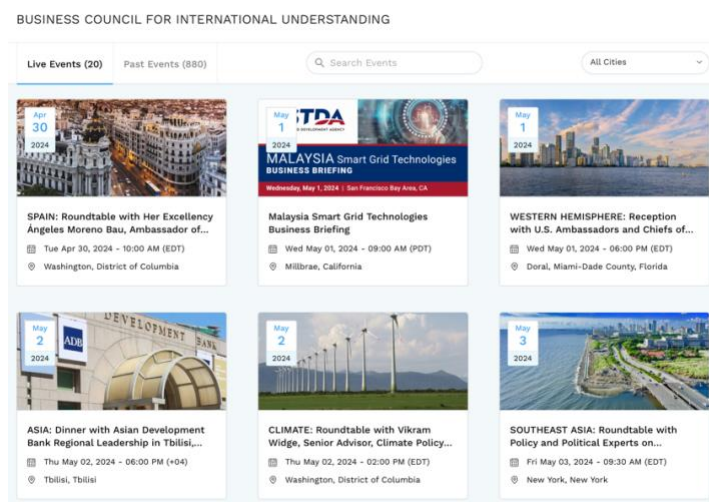 BUSINESS COUNCIL FOR INTERNATIONAL UNDERSTANDING
Live Events (20)
Past Events (880)
Search Events
All Cities
Apr
30
2024
SPAIN: Roundtable with Her Excellency
Ángeles Moreno Bau, Ambassador of...
Tue Apr 30, 2024 - 10:00 AM (EDT)
Washington, District of Columbia
May
1
2024
STDA
DEVELOPMENT AGENCY
MALAYSIA Smart Grid Technologies
BUSINESS BRIEFING
Wednesday, May 1, 2024 | San Francisco Bay Area, CA
Malaysia Smart Grid Technologies
Business Briefing
Wed May 01, 2024 - 09:00 AM (PDT)
Millbrae, California
May
1
2024
WESTERN HEMISPHERE: Reception
with U.S. Ambassadors and Chiefs of...
Wed May 01, 2024 - 06:00 PM (EDT)
Doral, Miami-Dade County, Florida
May
2
2024
ADB
DEVELOPMENT BANK
ASIA: Dinner with Asian Development
Bank Regional Leadership in Tbilisi,...
Thu May 02, 2024 - 06:00 PM (+04)
Tbilisi, Tbilisi
May
2
2024
CLIMATE: Roundtable with Vikram
Widge, Senior Advisor, Climate Policy...
Thu May 02, 2024 - 02:00 PM (EDT)
Washington, District of Columbia
May
3
2024
SOUTHEAST ASIA: Roundtable with
Policy and Political Experts on...
Fri May 03, 2024 - 09:30 AM (EDT)
New York, New York